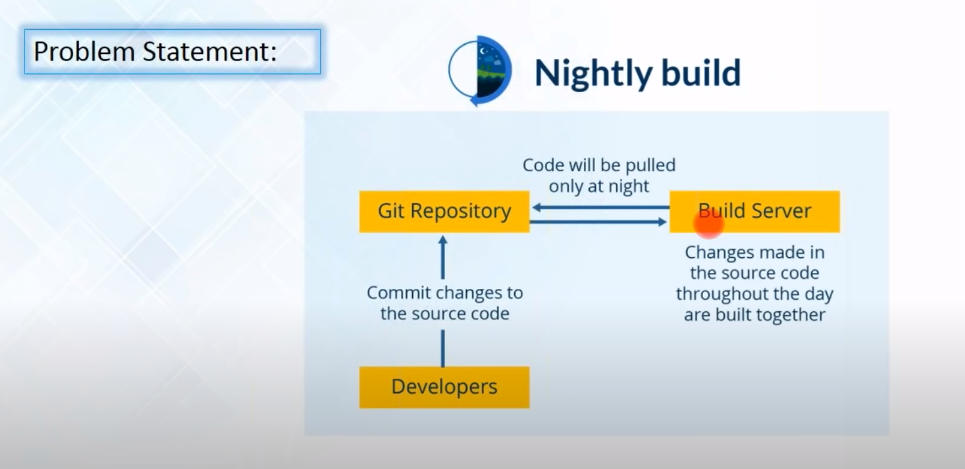 Problem Statement:
Nightly build
Code will be pulled
only at night
Git Repository
Build Server
Changes made in
the source code
throughout the day
are built together
Commit changes to
the source code
Developers